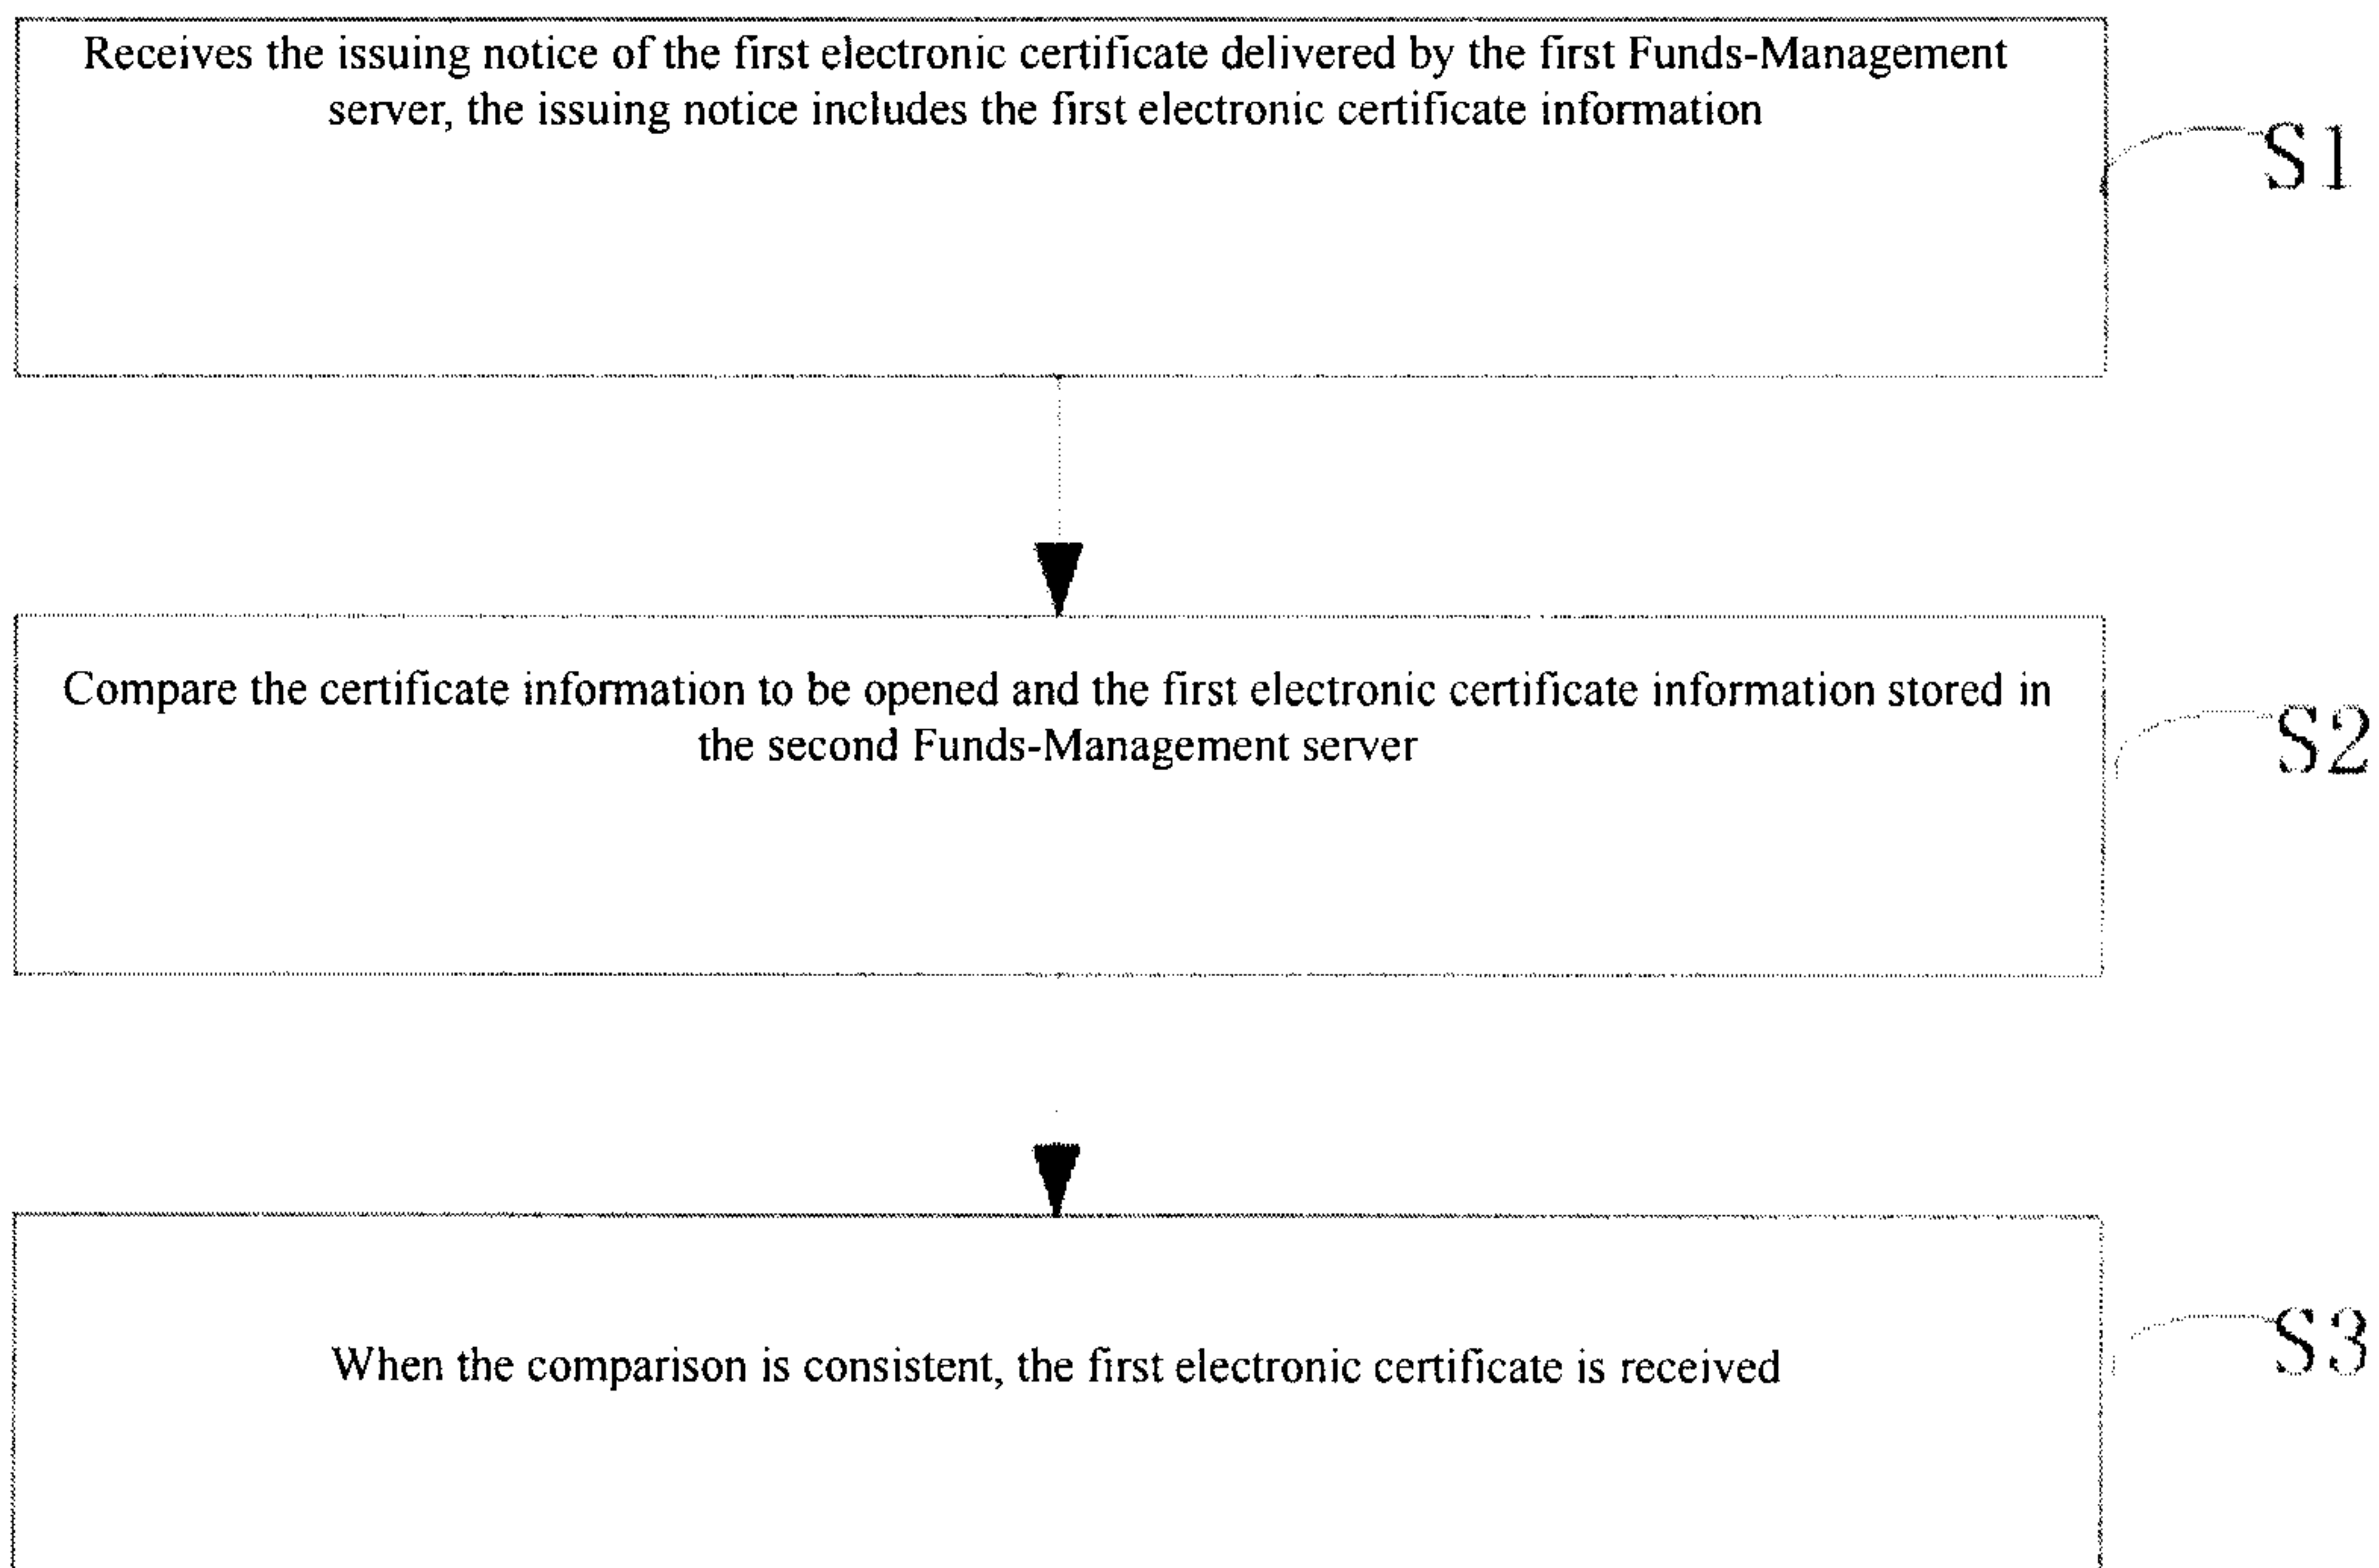 Receives the issuing notice of the first electronic certificate delivered by the first Funds-Management
server, the issuing notice includes the first electronic certificate information
S1
Compare the certificate information to be opened and the first electronic certificate information stored in
the second Funds-Management server
S2
When the comparison is consistent, the first electronic certificate is received
S3